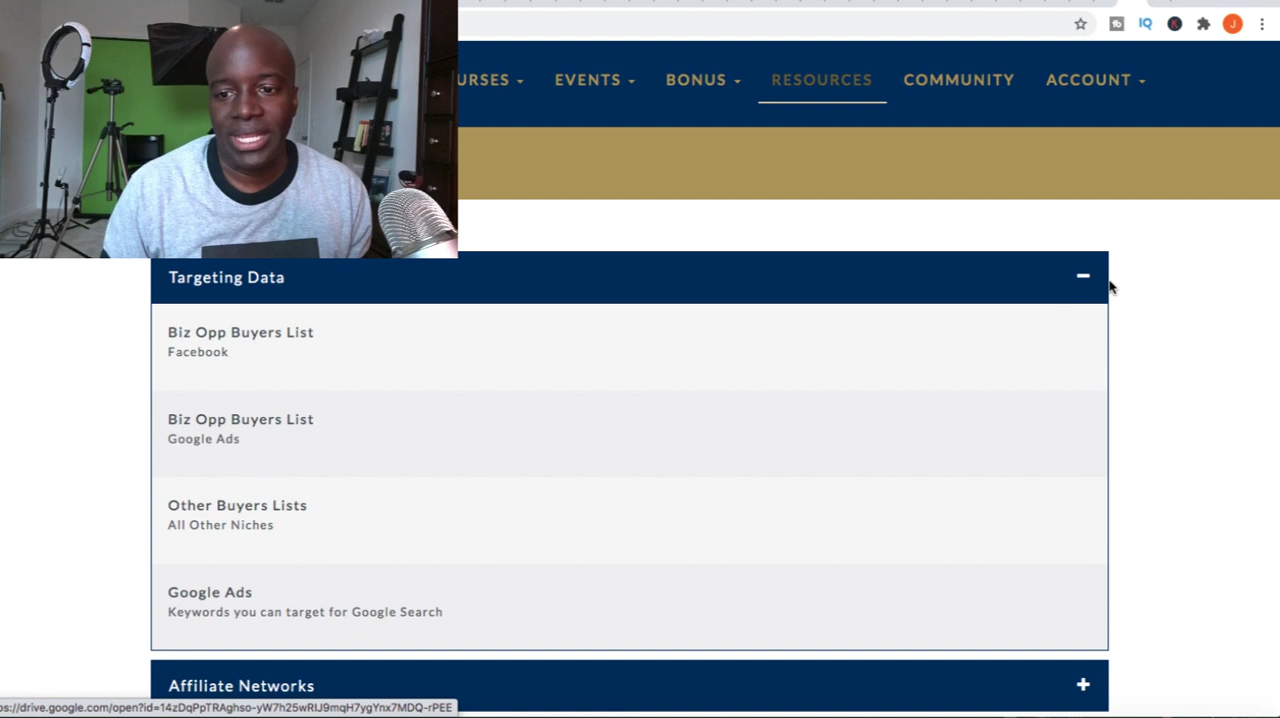 URSES EVENTS BONUS RESOURCES COMMUNITY ACCOUNT
Targeting Data
Biz Opp Buyers List
Facebook
Biz Opp Buyers List
Google Ads
Other Buyers Lists
All Other Niches
Google Ads
Keywords you can target for Google Search
Affiliate Networks